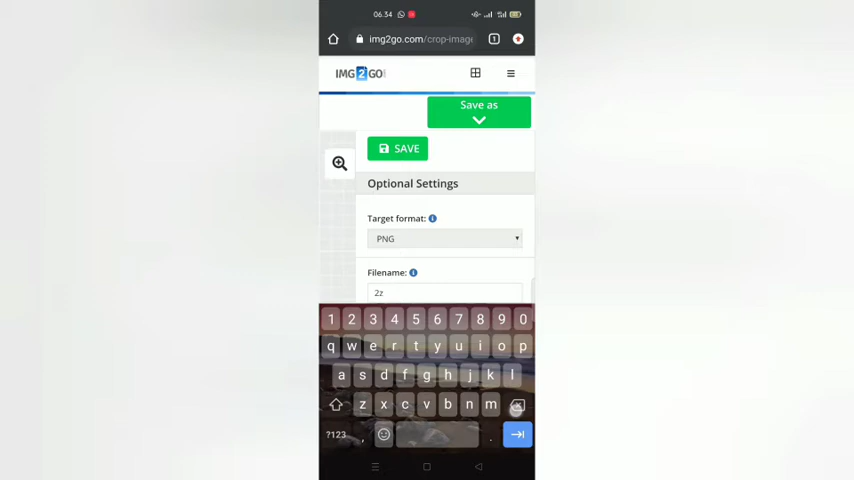 06.34
img2go.com/crop-image
1
IMG2GO
Save as
SAVE
Optional Settings
Target format:
PNG
Filename:
2z
1 2 3 4 5 6 7 8 9 0
q w e r t y u i o p
a s d f g h j k l
z x c v b n m
?123 , .